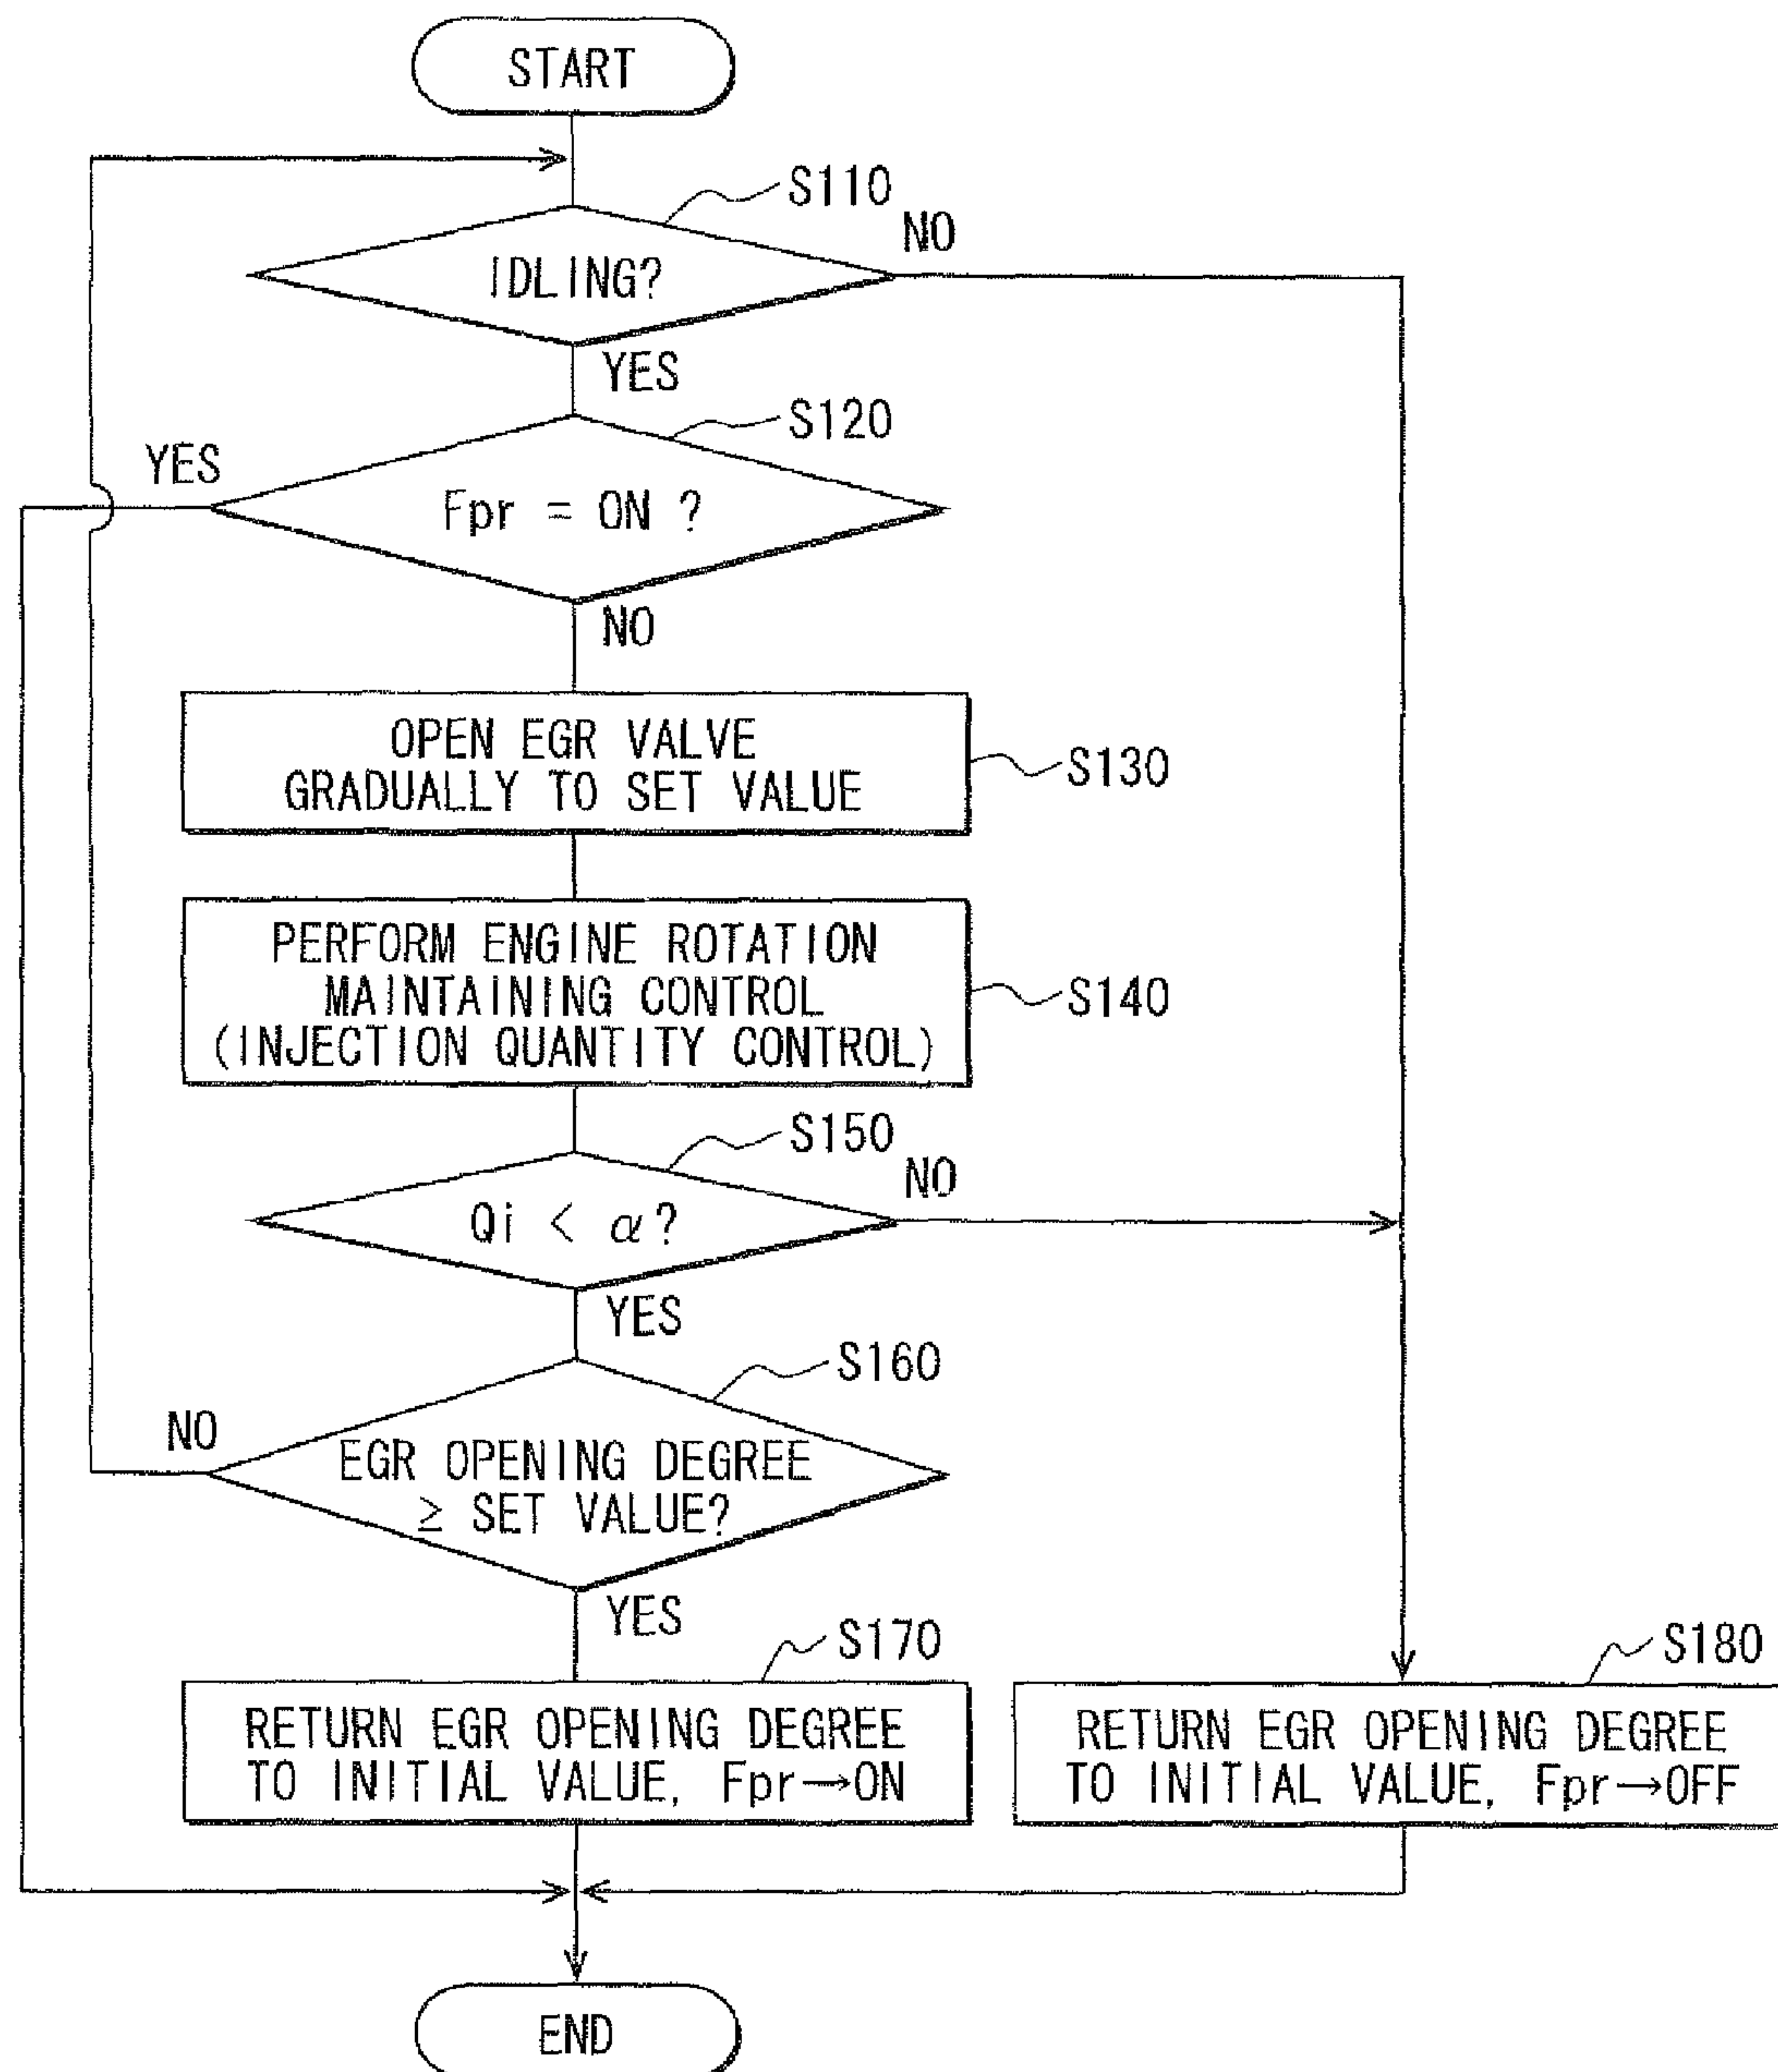 START
S110
NO
IDLING?
YES
S120
YES
Fpr = ON ?
NO
OPEN EGR VALVE
GRADUALLY TO SET VALUE
S130
PERFORM ENGINE ROTATION
MAINTAINING CONTROL
(INJECTION QUANTITY CONTROL)
S140
S150
NO
Qi < α?
YES
S160
NO
EGR OPENING DEGREE
≥ SET VALUE?
YES
S170
RETURN EGR OPENING DEGREE
TO INITIAL VALUE, Fpr→ON
S180
RETURN EGR OPENING DEGREE
TO INITIAL VALUE, Fpr→OFF
END